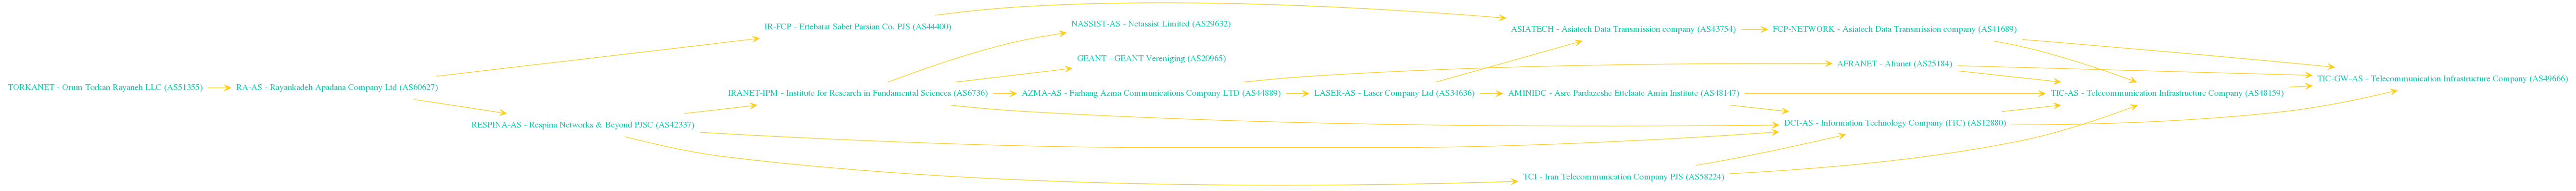 TORKANET - Orum Torkan Rayaneh LLC (AS51355)
RA-AS - Rayankadeh Apadana Company Ltd (AS60627)
IR-FCP - Ertebatat Sabet Parsian Co. PJS (AS44400)
RESPINA-AS - Respina Networks & Beyond PJSC (AS42337)
IRANET-IPM - Institute for Research in Fundamental Sciences (AS6736)
NASSIST-AS - Netassist Limited (AS29632)
GEANT - GEANT Vereniging (AS20965)
AZMA-AS - Farhang Azma Communications Company LTD (AS44889)
LASER-AS - Laser Company Ltd (AS34636)
ASIATECH - Asiatech Data Transmission company (AS43754)
AMINIDC - Asre Pardazeshe Ettelaate Amin Institute (AS48147)
TCI - Iran Telecommunication Company PJS (AS58224)
FCP-NETWORK - Asiatech Data Transmission company (AS41689)
AFRANET - Afranet (AS25184)
DCI-AS - Information Technology Company (ITC) (AS12880)
TIC-AS - Telecommunication Infrastructure Company (AS48159)
TIC-GW-AS - Telecommunication Infrastructure Company (AS49666)